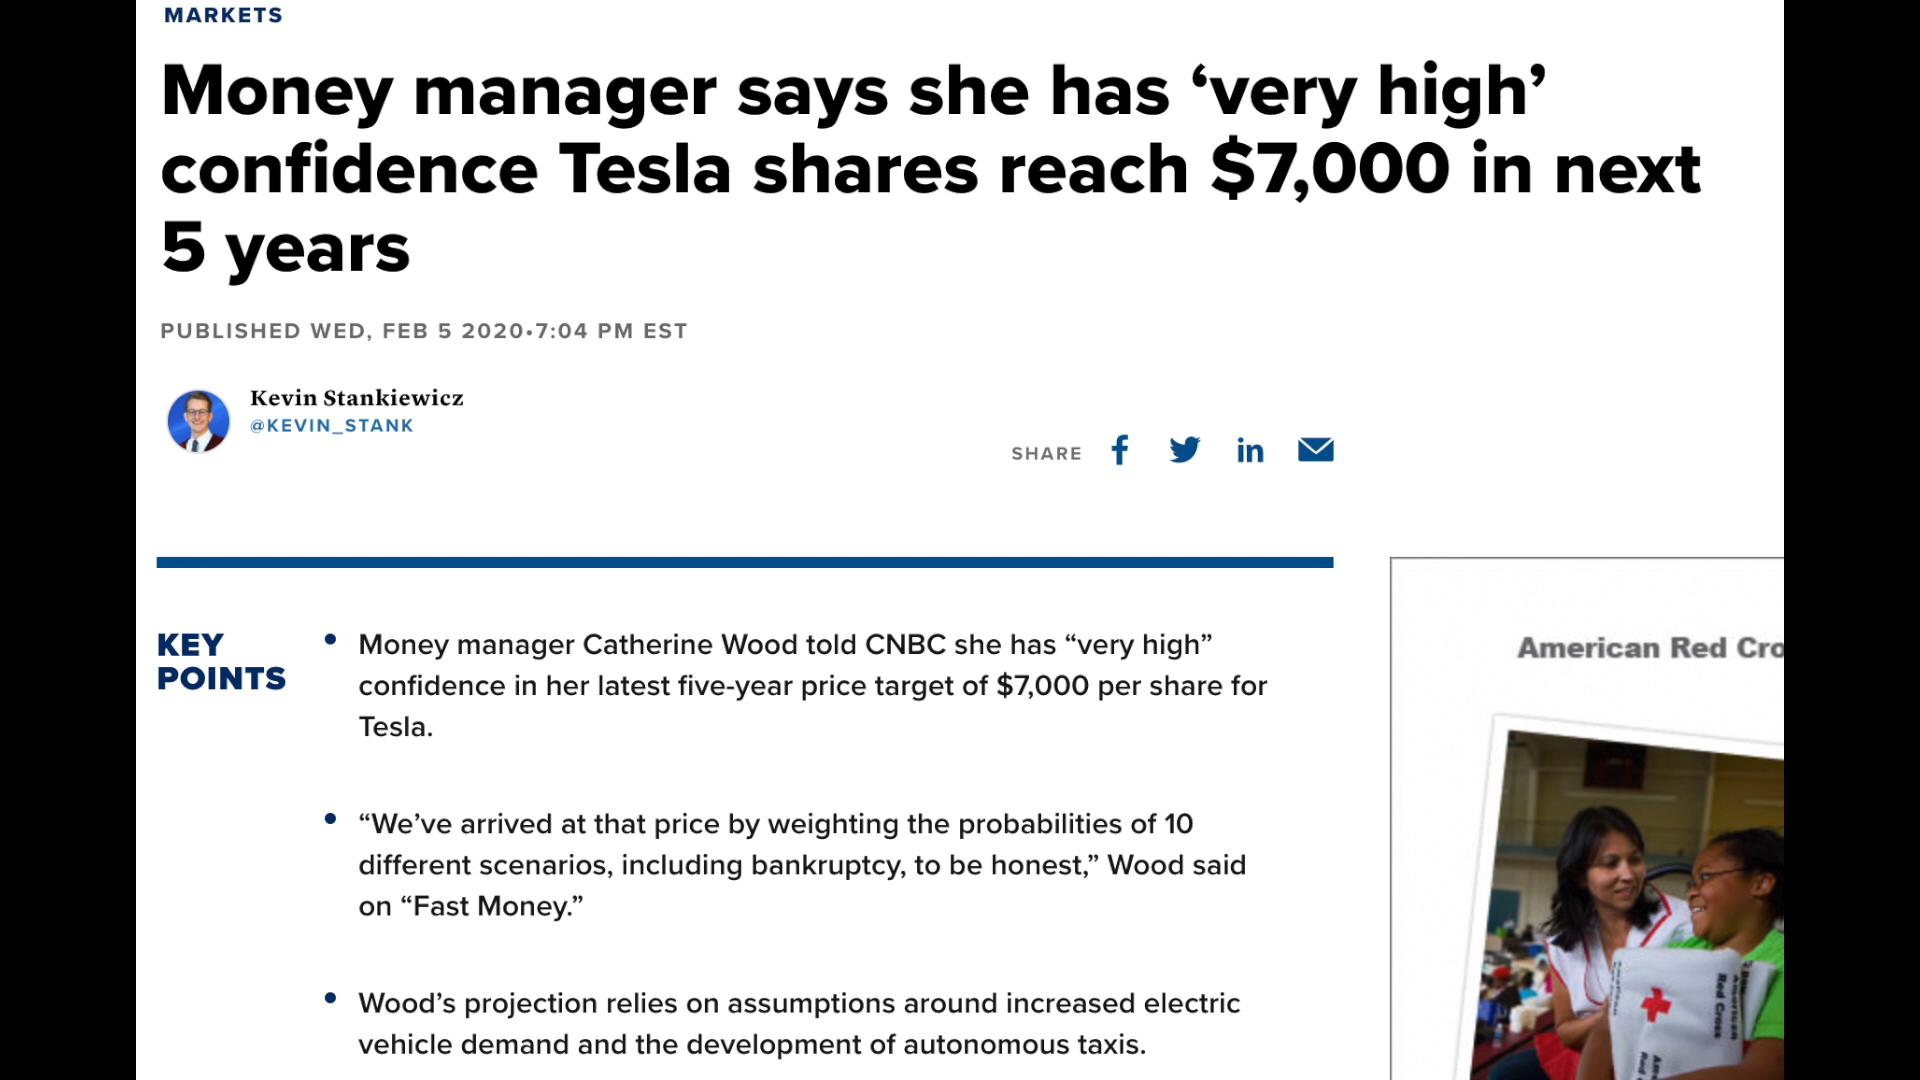 MARKETS
Money manager says she has ‘very high’
confidence Tesla shares reach $7,000 in next
5 years
PUBLISHED WED, FEB 5 2020•7:04 PM EST
Kevin Stankiewicz
@KEVIN_STANK
SHARE
KEY
POINTS
• Money manager Catherine Wood told CNBC she has “very high”
confidence in her latest five-year price target of $7,000 per share for
Tesla.
• “We’ve arrived at that price by weighting the probabilities of 10
different scenarios, including bankruptcy, to be honest,” Wood said
on “Fast Money.”
• Wood’s projection relies on assumptions around increased electric
vehicle demand and the development of autonomous taxis.
American Red Cro
American
Red Cross